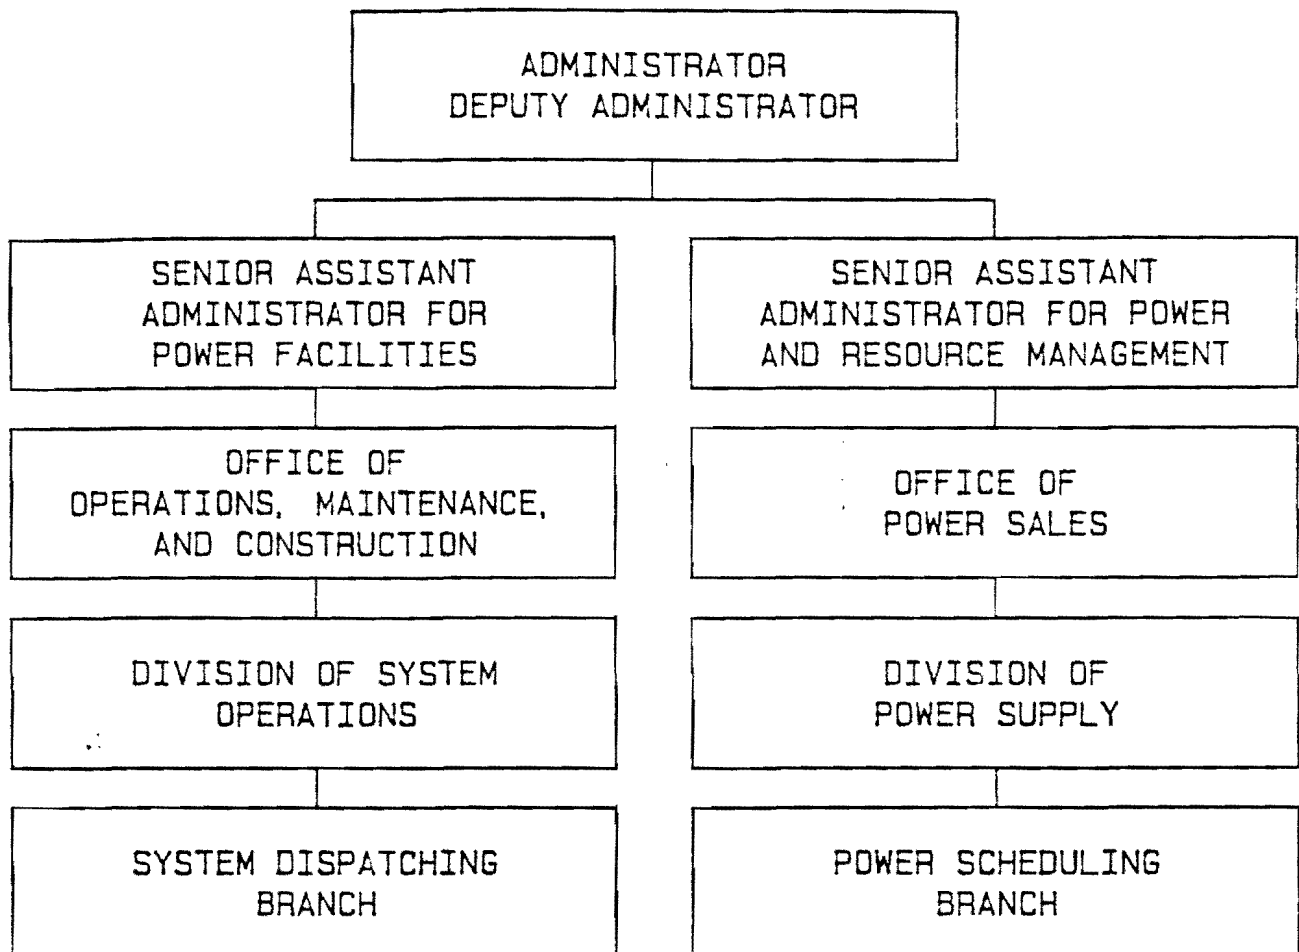 ADMINISTRATOR
DEPUTY ADMINISTRATOR
SENIOR ASSISTANT
ADMINISTRATOR FOR
POWER FACILITIES
SENIOR ASSISTANT
ADMINISTRATOR FOR POWER
AND RESOURCE MANAGEMENT
OFFICE OF
OPERATIONS, MAINTENANCE,
AND CONSTRUCTION
OFFICE OF
POWER SALES
DIVISION OF SYSTEM
OPERATIONS
DIVISION OF
POWER SUPPLY
SYSTEM DISPATCHING
BRANCH
POWER SCHEDULING
BRANCH